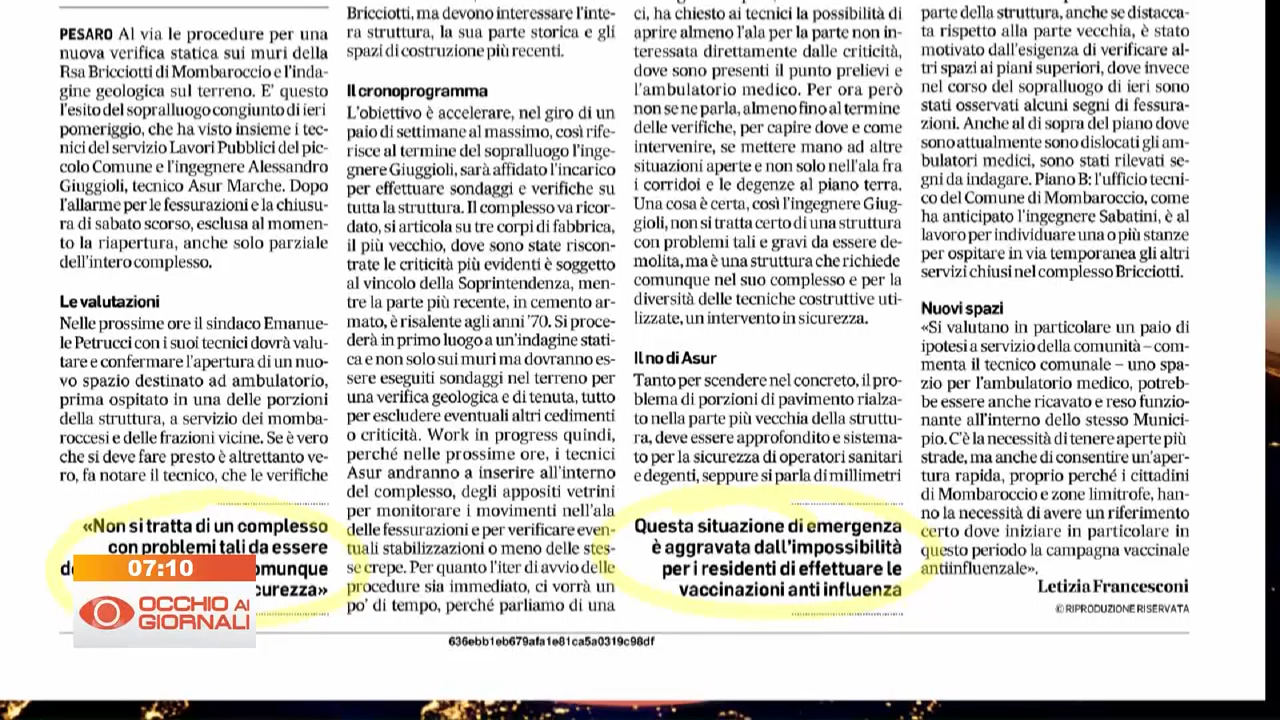 PESARO Al via le procedure per una
nuova verifica statica sui muri della
Rsa Bricciotti di Mombaroccio e l'inda-
gine geologica sul terreno. E' questo
l'esito del sopralluogo congiunto di ieri
pomeriggio, che ha visto insieme i tec-
nici del servizio Lavori Pubblici del pic-
colo Comune e l'ingegnere Alessandro
Giuggioli, tecnico Asur Marche. Dopo
l'allarme per le fessurazioni e la chiusu-
ra di sabato scorso, esclusa al momen-
to la riapertura, anche solo parziale
dell'intero complesso.
Le valutazioni
Nelle prossime ore il sindaco Emanue-
le Petrucci con i suoi tecnici dovrà valu-
tare e confermare l'apertura di un nuo-
vo spazio destinato ad ambulatorio,
prima ospitato in una delle porzioni
della struttura, a servizio dei momba-
roccesi e delle frazioni vicine. Se è vero
che si deve fare presto è altrettanto ve-
ro, fa notare il tecnico, che le verifiche
«Non si tratta di un complesso
con problemi tali da essere
omunque
curezza»
07:10
OCCHIO AI
GIORNALI
Bricciotti, ma devono interessare l'inte-
ra struttura, la sua parte storica e gli
spazi di costruzione più recenti.
Il cronoprogramma
L'obiettivo è accelerare, nel giro di un
paio di settimane al massimo, così rife-
risce al termine del sopralluogo l'inge-
gnere Giuggioli, sarà affidato l'incarico
per effettuare sondaggi e verifiche su
tutta la struttura. Il complesso va ricor-
dato, si articola su tre corpi di fabbrica,
il più vecchio, dove sono state riscon-
trate le criticità più evidenti è soggetto
al vincolo della Soprintendenza, men-
tre la parte più recente, in cemento ar-
mato, è risalente agli anni '70. Si proce-
derà in primo luogo a un'indagine stati-
ca e non solo sui muri ma dovranno es-
sere eseguiti sondaggi nel terreno per
una verifica geologica e di tenuta, tutto
per escludere eventuali altri cedimenti
o criticità. Work in progress quindi,
perché nelle prossime ore, i tecnici
Asur andranno a inserire all'interno
del complesso, degli appositi vetrini
per monitorare i movimenti nell'ala
delle fessurazioni e per verificare even-
tuali stabilizzazioni o meno delle stes-
se crepe. Per quanto l'iter di avvio delle
procedure sia immediato, ci vorrà un
po' di tempo, perché parliamo di una
ci, ha chiesto ai tecnici la possibilità di
aprire almeno l'ala per la parte non in-
teressata direttamente dalle criticità,
dove sono presenti il punto prelievi e
l'ambulatorio medico. Per ora però
non se ne parla, almeno fino al termine
delle verifiche, per capire dove e come
intervenire, se mettere mano ad altre
situazioni aperte e non solo nell'ala fra
i corridoi e le degenze al piano terra.
Una cosa è certa, così l'ingegnere Giug-
gioli, non si tratta certo di una struttura
con problemi tali e gravi da essere de-
molita, ma è una struttura che richiede
comunque nel suo complesso e per la
diversità delle tecniche costruttive uti-
lizzate, un intervento in sicurezza.
Il no di Asur
Tanto per scendere nel concreto, il pro-
blema di porzioni di pavimento rialza-
to nella parte più vecchia della struttu-
ra, deve essere approfondito e sistema-
to per la sicurezza di operatori sanitari
e degenti, seppure si parla di millimetri
Questa situazione di emergenza
è aggravata dall'impossibilità
per i residenti di effettuare le
vaccinazioni anti influenza
parte della struttura, anche se distacca-
ta rispetto alla parte vecchia, è stato
motivato dall'esigenza di verificare al-
tri spazi ai piani superiori, dove invece
nel corso del sopralluogo di ieri sono
stati osservati alcuni segni di fessura-
zioni. Anche al di sopra del piano dove
sono attualmente sono dislocati gli am-
bulatori medici, sono stati rilevati se-
gni da indagare. Piano B: l'ufficio tecni-
co del Comune di Mombaroccio, come
ha anticipato l'ingegnere Sabatini, è al
lavoro per individuare una o più stanze
per ospitare in via temporanea gli altri
servizi chiusi nel complesso Bricciotti.
Nuovi spazi
«Si valutano in particolare un paio di
ipotesi a servizio della comunità – com-
menta il tecnico comunale – uno spa-
zio per l'ambulatorio medico, potreb-
be essere anche ricavato e reso funzio-
nante all'interno dello stesso Munici-
pio. C'è la necessità di tenere aperte più
strade, ma anche di consentire un'aper-
tura rapida, proprio perché i cittadini
di Mombaroccio e zone limitrofe, han-
no la necessità di avere un riferimento
certo dove iniziare in particolare in
questo periodo la campagna vaccinale
antiinfluenzale».
Letizia Francesconi
© RIPRODUZIONE RISERVATA
636ebb1eb679afa1e81ca5a0319c98df